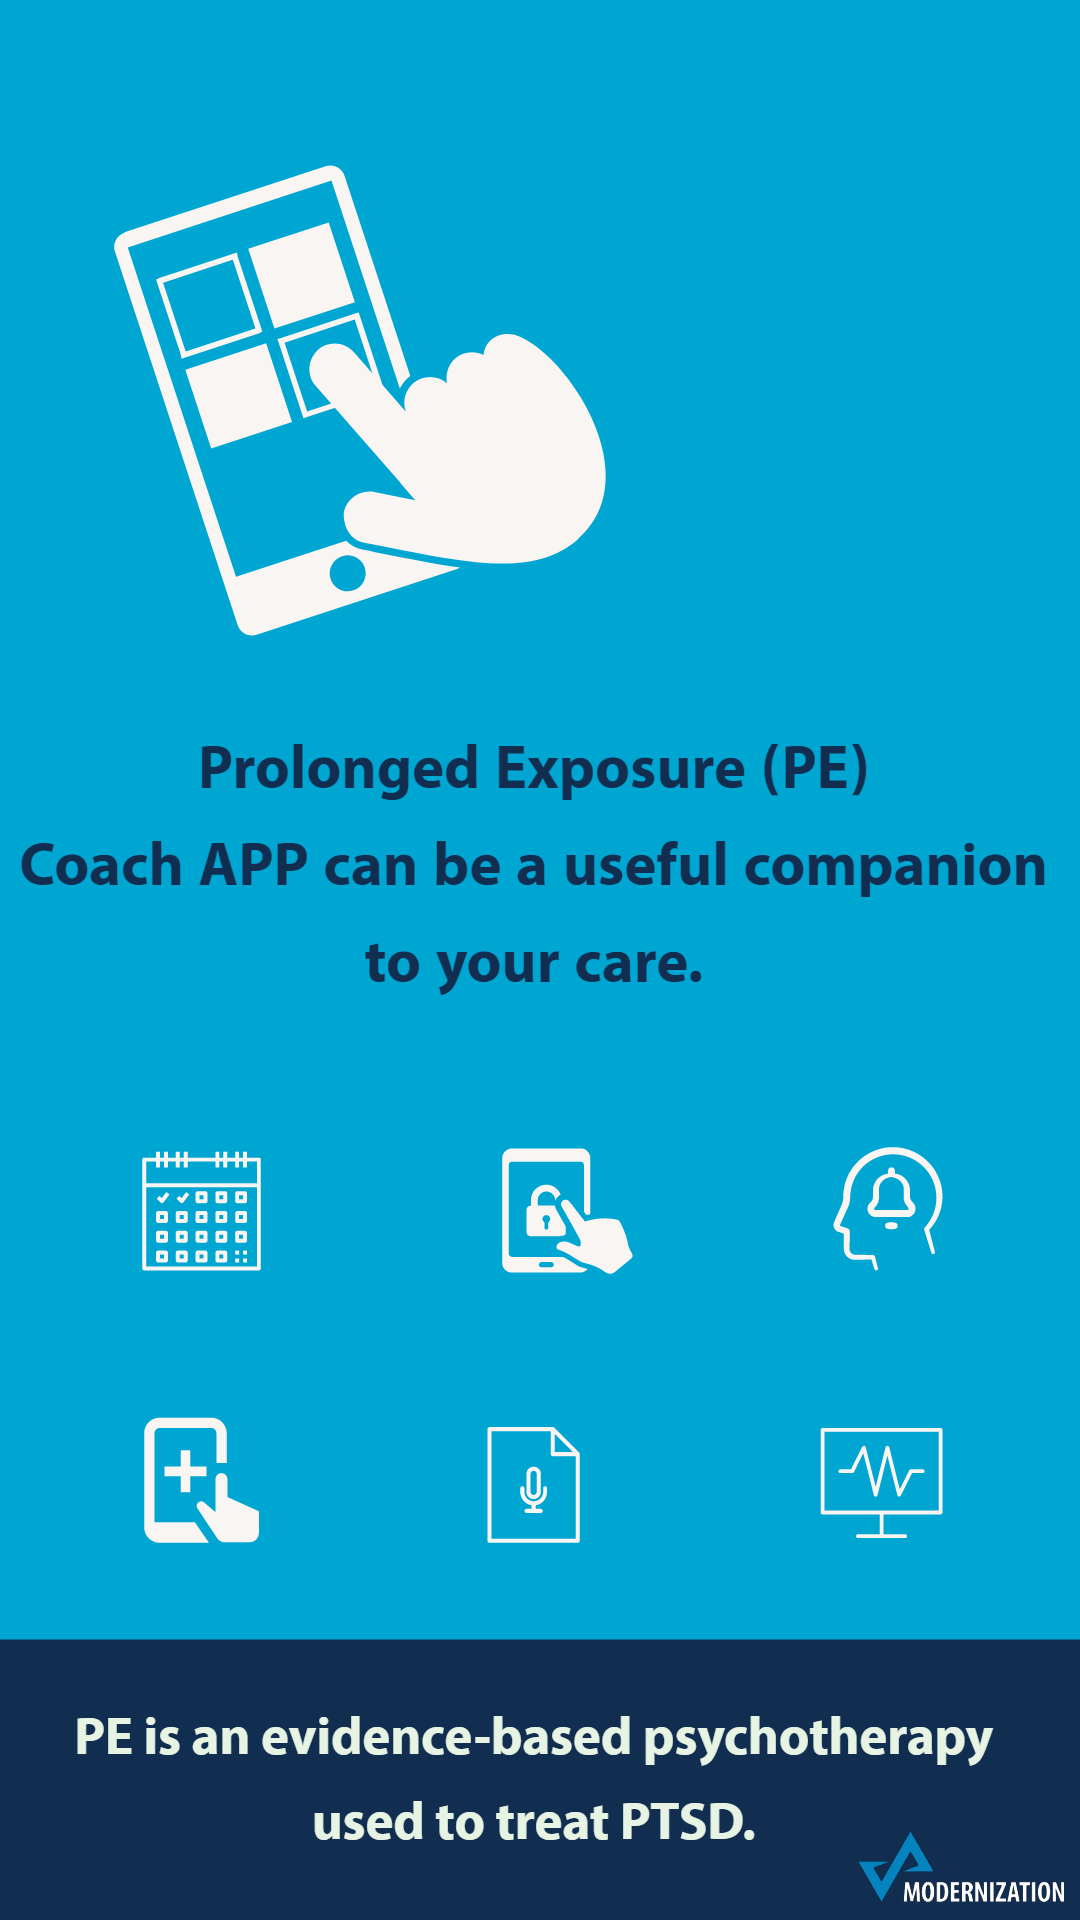 Prolonged Exposure (PE)
Coach APP can be a useful companion
to your care.
PE is an evidence-based psychotherapy
used to treat PTSD.
MODERNIZATION